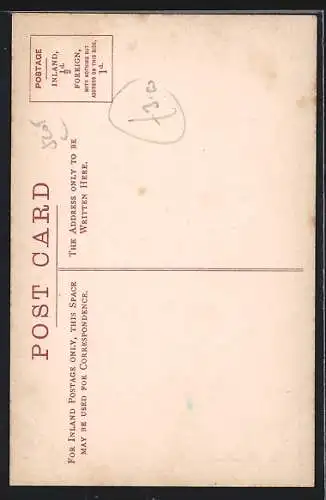 POST CARD
FOR INLAND POSTAGE ONLY, THIS SPACE
MAY BE USED FOR CORRESPONDENCE.
THE ADDRESS ONLY TO BE
WRITTEN HERE.
POSTAGE
INLAND,
½d.
FOREIGN,
WITH NOTHING BUT
ADDRESS ON THIS SIDE,
1d.